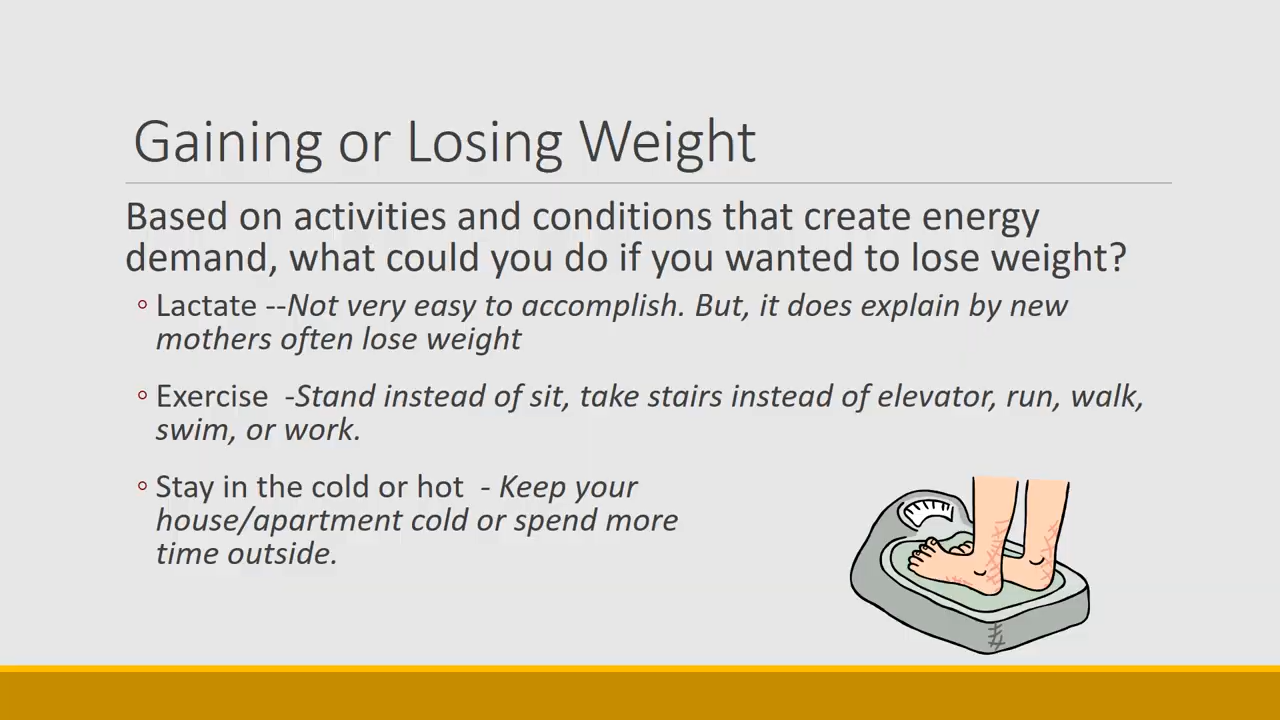 Gaining or Losing Weight
Based on activities and conditions that create energy
demand, what could you do if you wanted to lose weight?
◦ Lactate --Not very easy to accomplish. But, it does explain by new
mothers often lose weight
◦ Exercise  -Stand instead of sit, take stairs instead of elevator, run, walk,
swim, or work.
◦ Stay in the cold or hot  - Keep your
house/apartment cold or spend more
time outside.